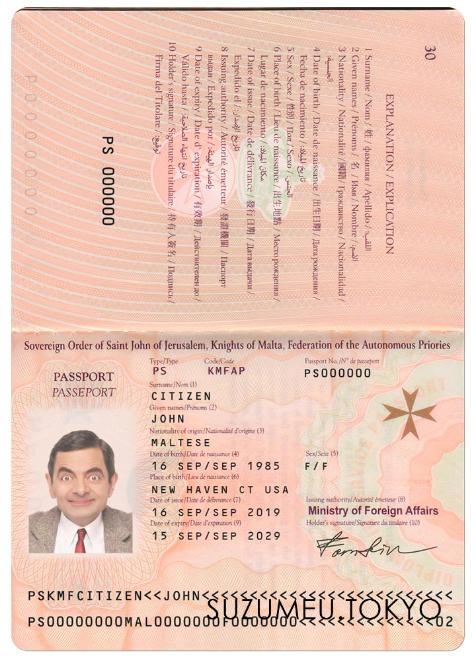 30
EXPLANATION / EXPLICATION
1 Surname / Nom / 姓 / Фамилия / Apellido / اللقب
2 Given names / Prénoms / 名 / Имя / Nombre /
3 Nationality / Nationalité / 國籍 / Гражданство / Nacionalidad /
الجنسية
4 Date of birth / Date de naissance / 出生日期 / Дата рождения /
Fecha de nacimiento / تاريخ الميلاد
5 Sex / Sexe / 性別 / Пол / Sexo / الجنس
6 Place of birth / Lieu de naissance / 出生地點 / Место рождения /
Lugar de nacimiento / مكان الميلاد
7 Date of issue / Date de délivrance / 發行日期 / Дата выдачи /
Expedido el / تاريخ الإصدار
8 Issuing authority / Autorité émetteur / 發證機關 / Паспорт
выдан / Expedido por /
9 Date of expiry / Date d' expiration / 有效期 / Действителен до /
Válido hasta /
10 Holder's signature / Signature du titulaire / 持有人簽名 / Подпись /
Firma del Titulare / توقيع
PS 000000
Sovereign Order of Saint John of Jerusalem, Knights of Malta, Federation of the Autonomous Priories
PASSPORT
PASSEPORT
Type/Type Code/Code Passport No./N° de passeport
PS KMFAP PS000000
Surname/Nom (1)
CITIZEN
Given names/Prénoms (2)
JOHN
Nationality of origin/Nationalité d'origine (3)
MALTESE
Date of birth/Date de naissance (4) Sex/Sexe (5)
16 SEP/SEP 1985 F/F
Place of birth/Lieu de naissance (6)
NEW HAVEN CT USA
Date of issue/Date de délivrance (7) Issuing authority/Autorité émetteur (8)
16 SEP/SEP 2019 Ministry of Foreign Affairs
Date of expiry/Date d'expiration (9) Holder's signature/Signature du titulaire (10)
15 SEP/SEP 2029
PSKMFCITIZEN<<JOHN<<<<<<<<<<<<<<<<<<<<<<<<<<
SUZUMEU.TOKYO
PS00000000MAL0000000F0000000<<<<<<<<<<<<<<02